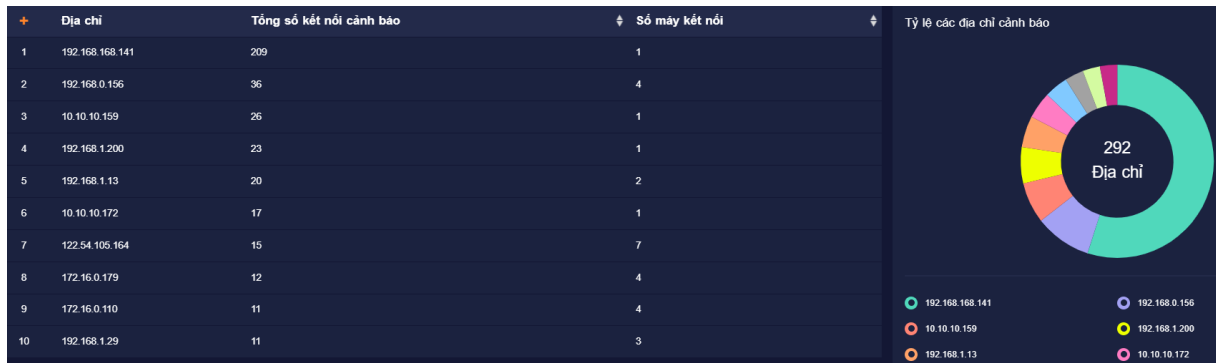 + Địa chỉ Tổng số kết nối cảnh báo Số máy kết nối
1 192.168.168.141 209 1
2 192.168.0.156 36 4
3 10.10.10.159 26 1
4 192.168.1.200 23 1
5 192.168.1.13 20 2
6 10.10.10.172 17 1
7 122.54.105.164 15 7
8 172.16.0.179 12 4
9 172.16.0.110 11 4
10 192.168.1.29 11 3
Tỷ lệ các địa chỉ cảnh báo
292
Địa chỉ
192.168.168.141 192.168.0.156
10.10.10.159 192.168.1.200
192.168.1.13 10.10.10.172